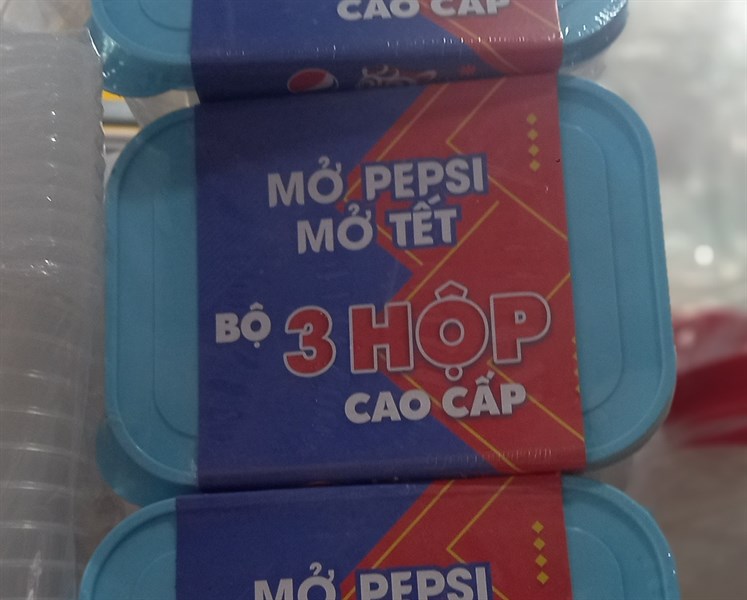 CAO CẤP
MỞ PEPSI
MỞ TẾT
BỘ 3 HỘP
CAO CẤP
MỞ PEPSI